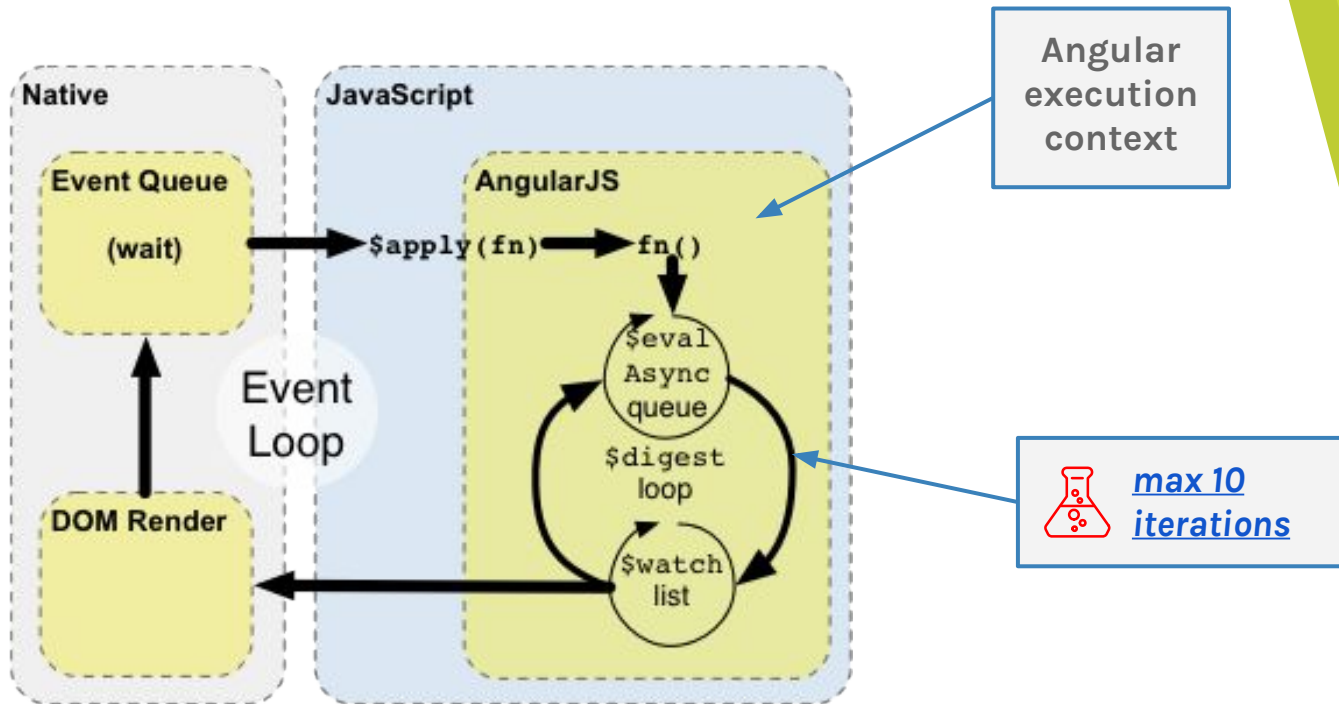 Native
Event Queue
(wait)
DOM Render
Event
Loop
JavaScript
$apply(fn)
AngularJS
fn()
$eval
Async
queue
$digest
loop
$watch
list
Angular
execution
context
max 10
iterations